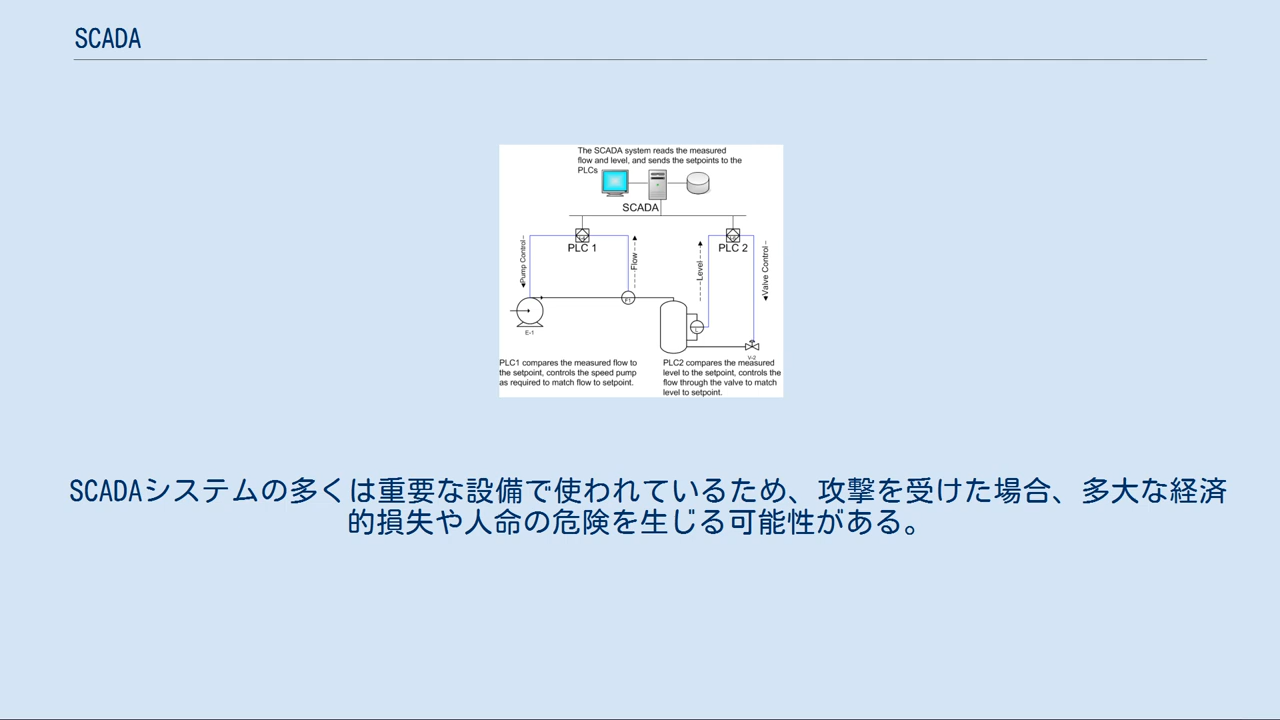 SCADA
The SCADA system reads the measured
flow and level, and sends the setpoints to the
PLCs
SCADA
PLC 1
PLC 2
Pump Control
Flow
Level
Valve Control
E-1
V-2
PLC1 compares the measured flow to
the setpoint, controls the speed pump
as required to match flow to setpoint.
PLC2 compares the measured
level to the setpoint, controls the
flow through the valve to match
level to setpoint.
SCADAシステムの多くは重要な設備で使われているため、攻撃を受けた場合、多大な経済
的損失や人命の危険を生じる可能性がある。